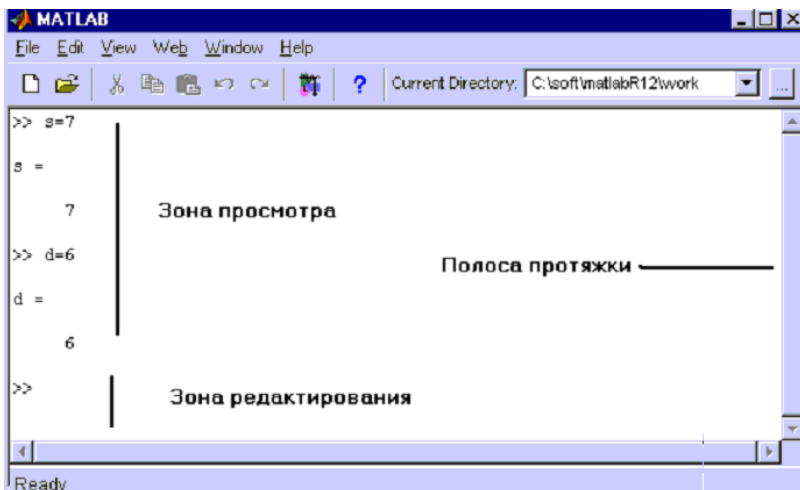 MATLAB
File Edit View Web Window Help
Current Directory: C:\soft\matlabR12\work ...
>> s=7
s =
7
Зона просмотра
>> d=6
Полоса протяжки
d =
6
>>
Зона редактирования
Ready